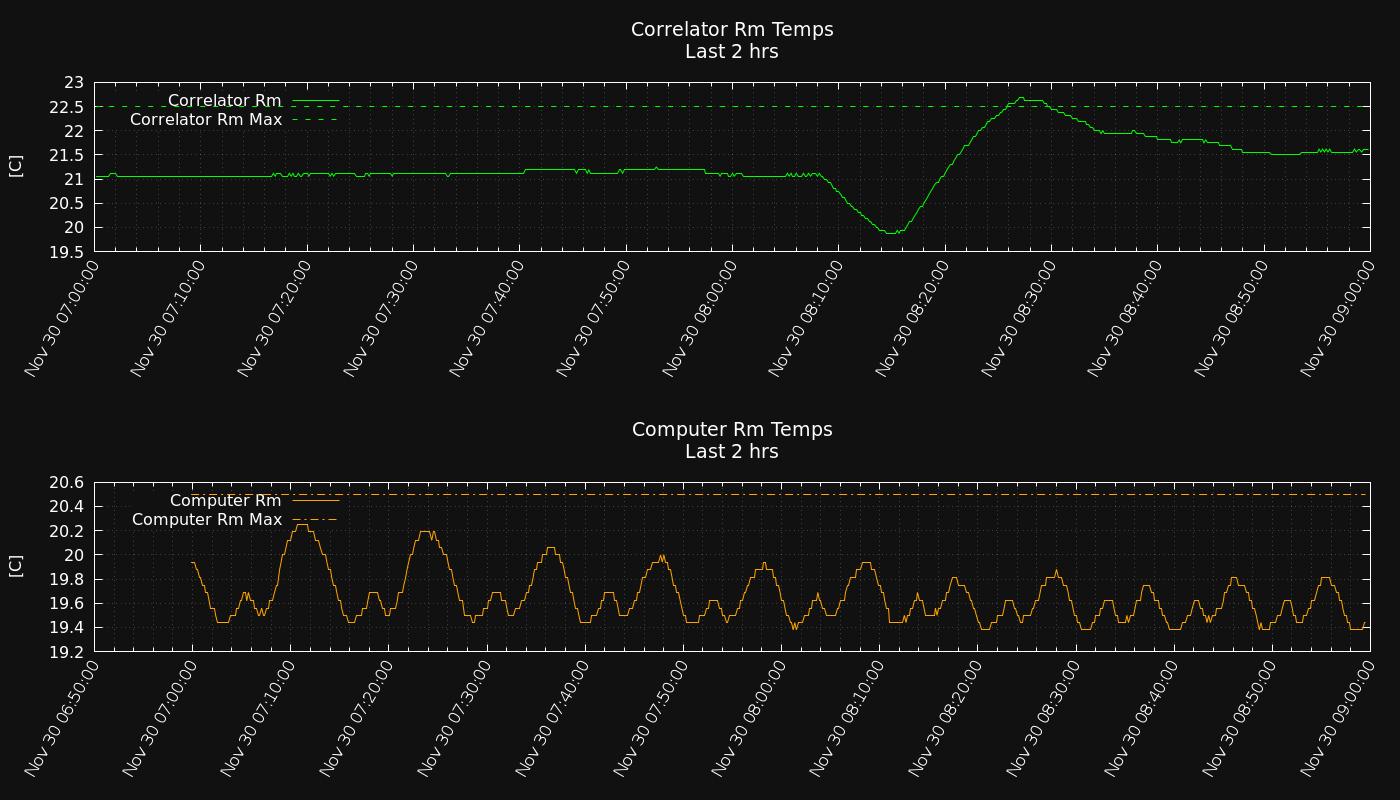 Correlator Rm Temps
Last 2 hrs
[C]
23
22.5
22
21.5
21
20.5
20
19.5
Correlator Rm
Correlator Rm Max
Nov 30 07:00:00
Nov 30 07:10:00
Nov 30 07:20:00
Nov 30 07:30:00
Nov 30 07:40:00
Nov 30 07:50:00
Nov 30 08:00:00
Nov 30 08:10:00
Nov 30 08:20:00
Nov 30 08:30:00
Nov 30 08:40:00
Nov 30 08:50:00
Nov 30 09:00:00
Computer Rm Temps
Last 2 hrs
[C]
20.6
20.4
20.2
20
19.8
19.6
19.4
19.2
Computer Rm
Computer Rm Max
Nov 30 06:50:00
Nov 30 07:00:00
Nov 30 07:10:00
Nov 30 07:20:00
Nov 30 07:30:00
Nov 30 07:40:00
Nov 30 07:50:00
Nov 30 08:00:00
Nov 30 08:10:00
Nov 30 08:20:00
Nov 30 08:30:00
Nov 30 08:40:00
Nov 30 08:50:00
Nov 30 09:00:00